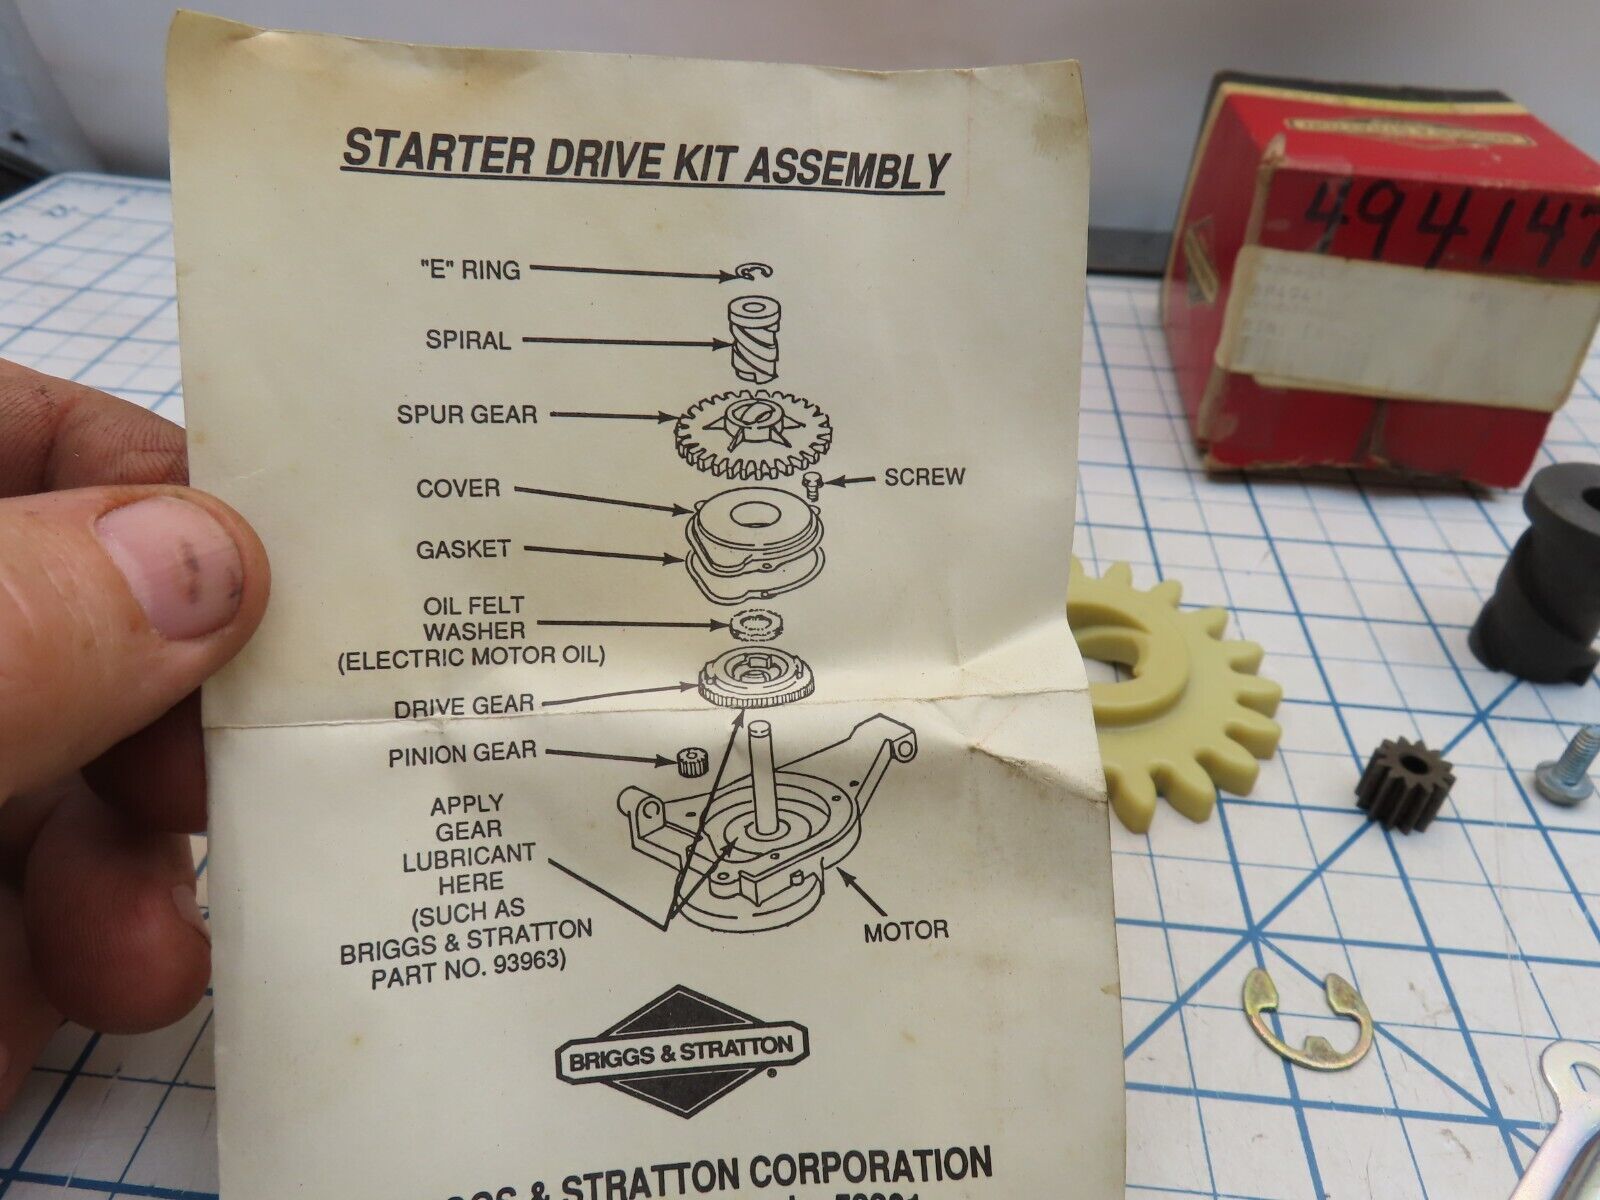 STARTER DRIVE KIT ASSEMBLY
"E" RING
SPIRAL
SPUR GEAR
SCREW
COVER
GASKET
OIL FELT
WASHER
(ELECTRIC MOTOR OIL)
DRIVE GEAR
PINION GEAR
APPLY
GEAR
LUBRICANT
HERE
(SUCH AS
BRIGGS & STRATTON
PART NO. 93963)
MOTOR
BRIGGS & STRATTON
®
& STRATTON CORPORATION
494147